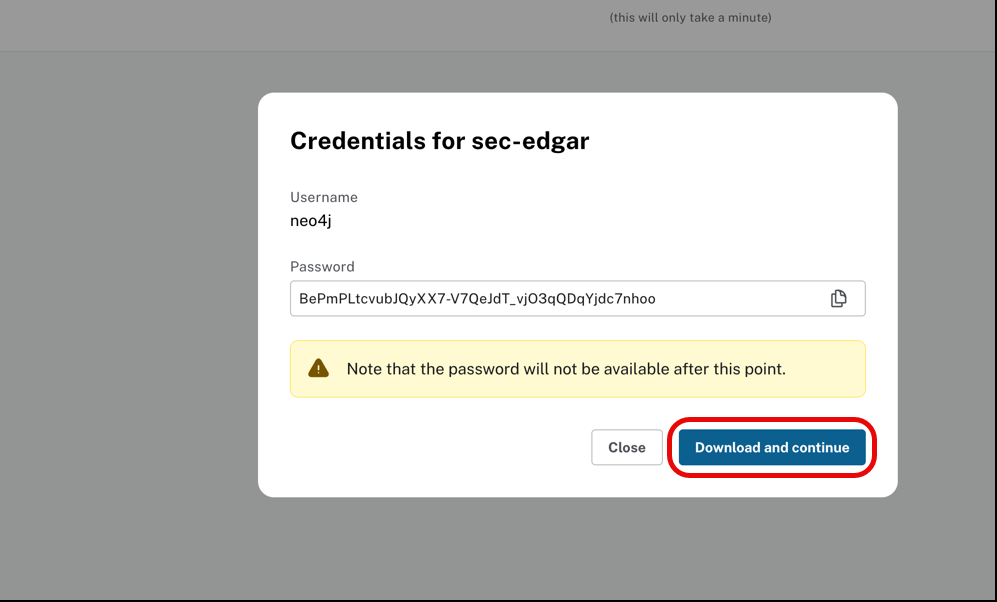 (this will only take a minute)
Credentials for sec-edgar
Username
neo4j
Password
BePmPLtcvubJQyXX7-V7QeJdT_vjO3qQDqYjdc7nhoo
Note that the password will not be available after this point.
Close
Download and continue